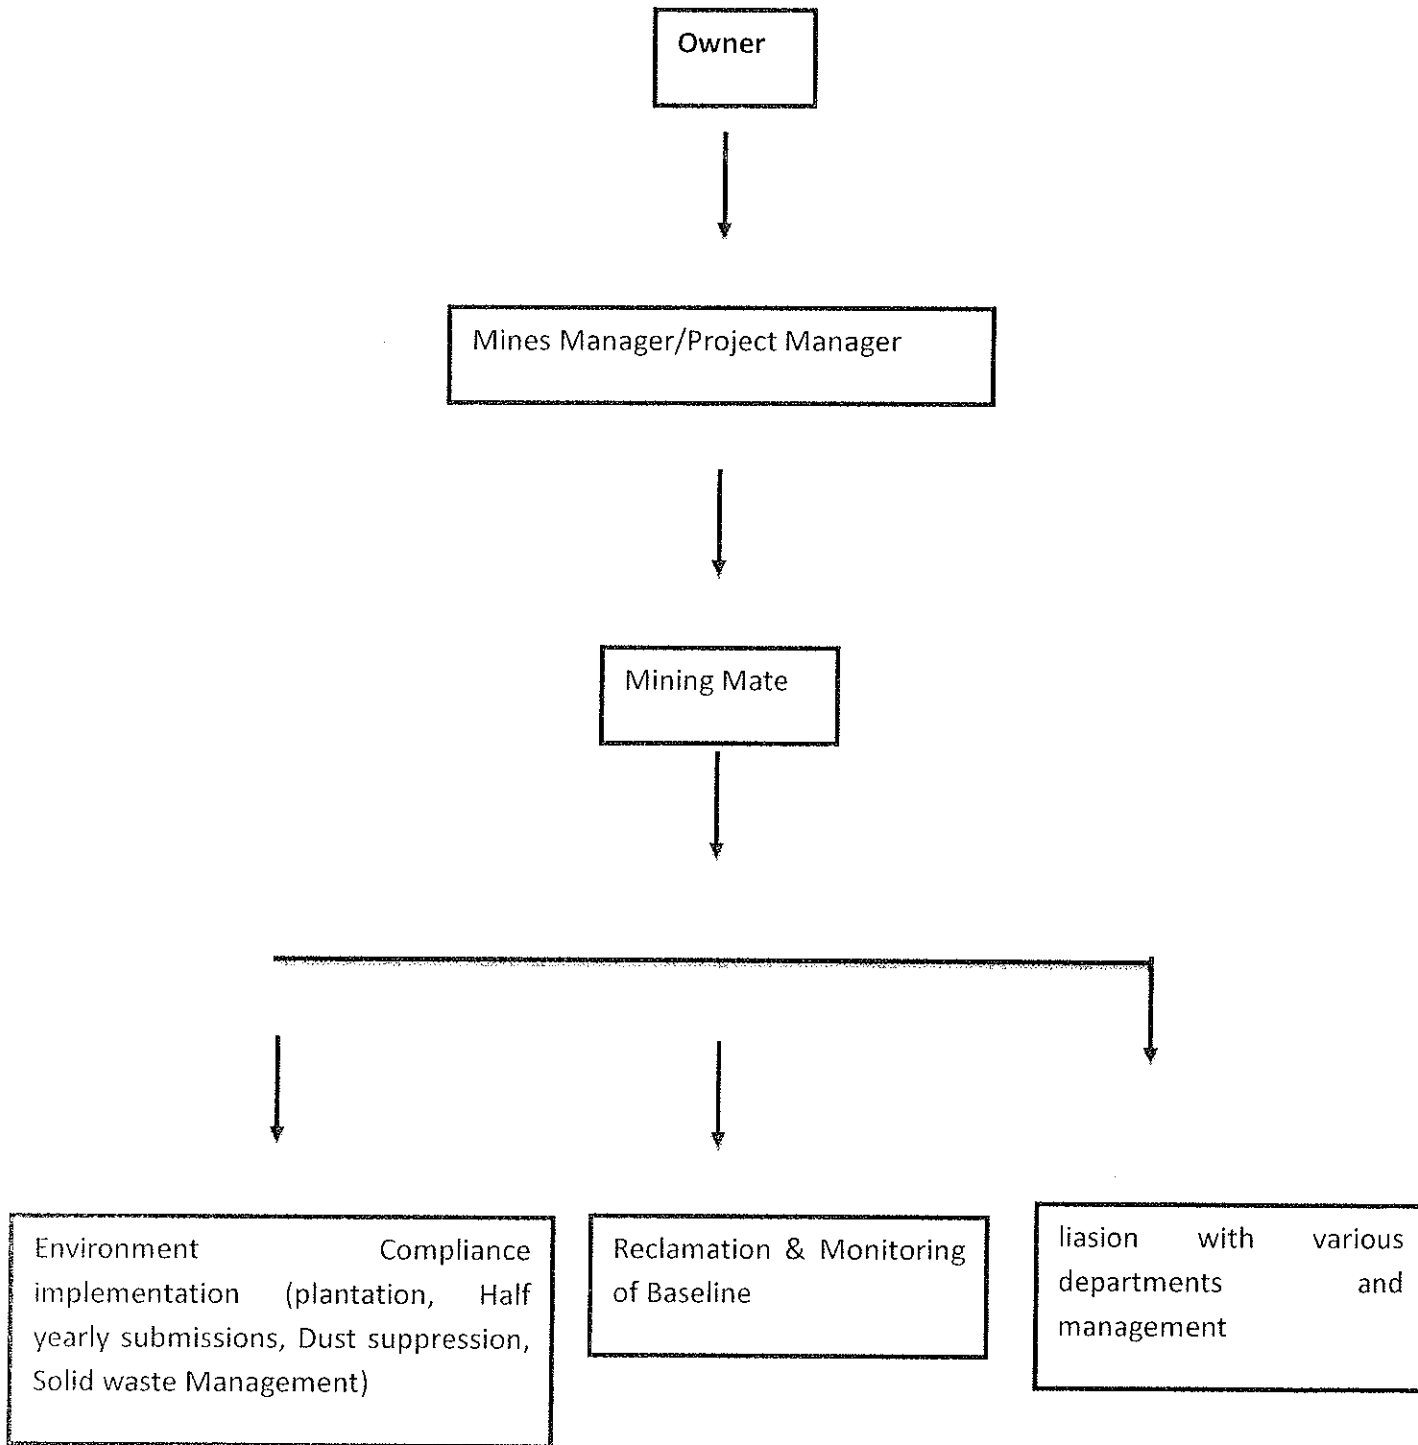 Owner
Mines Manager/Project Manager
Mining Mate
Environment Compliance
implementation (plantation, Half
yearly submissions, Dust suppression,
Solid waste Management)
Reclamation & Monitoring
of Baseline
liasion with various
departments and
management